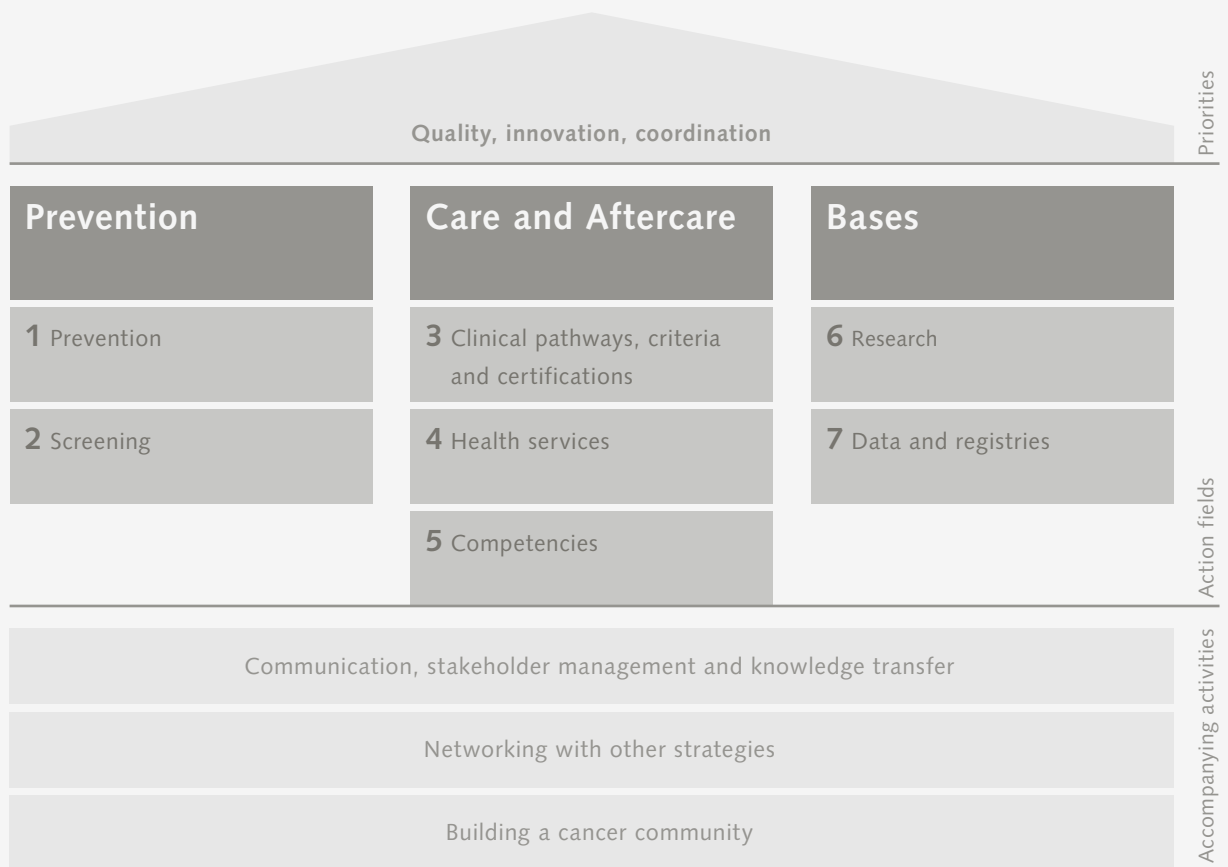 Quality, innovation, coordination
Priorities
Prevention
1 Prevention
2 Screening
Care and Aftercare
3 Clinical pathways, criteria
and certifications
4 Health services
5 Competencies
Bases
6 Research
7 Data and registries
Action fields
Communication, stakeholder management and knowledge transfer
Networking with other strategies
Building a cancer community
Accompanying activities